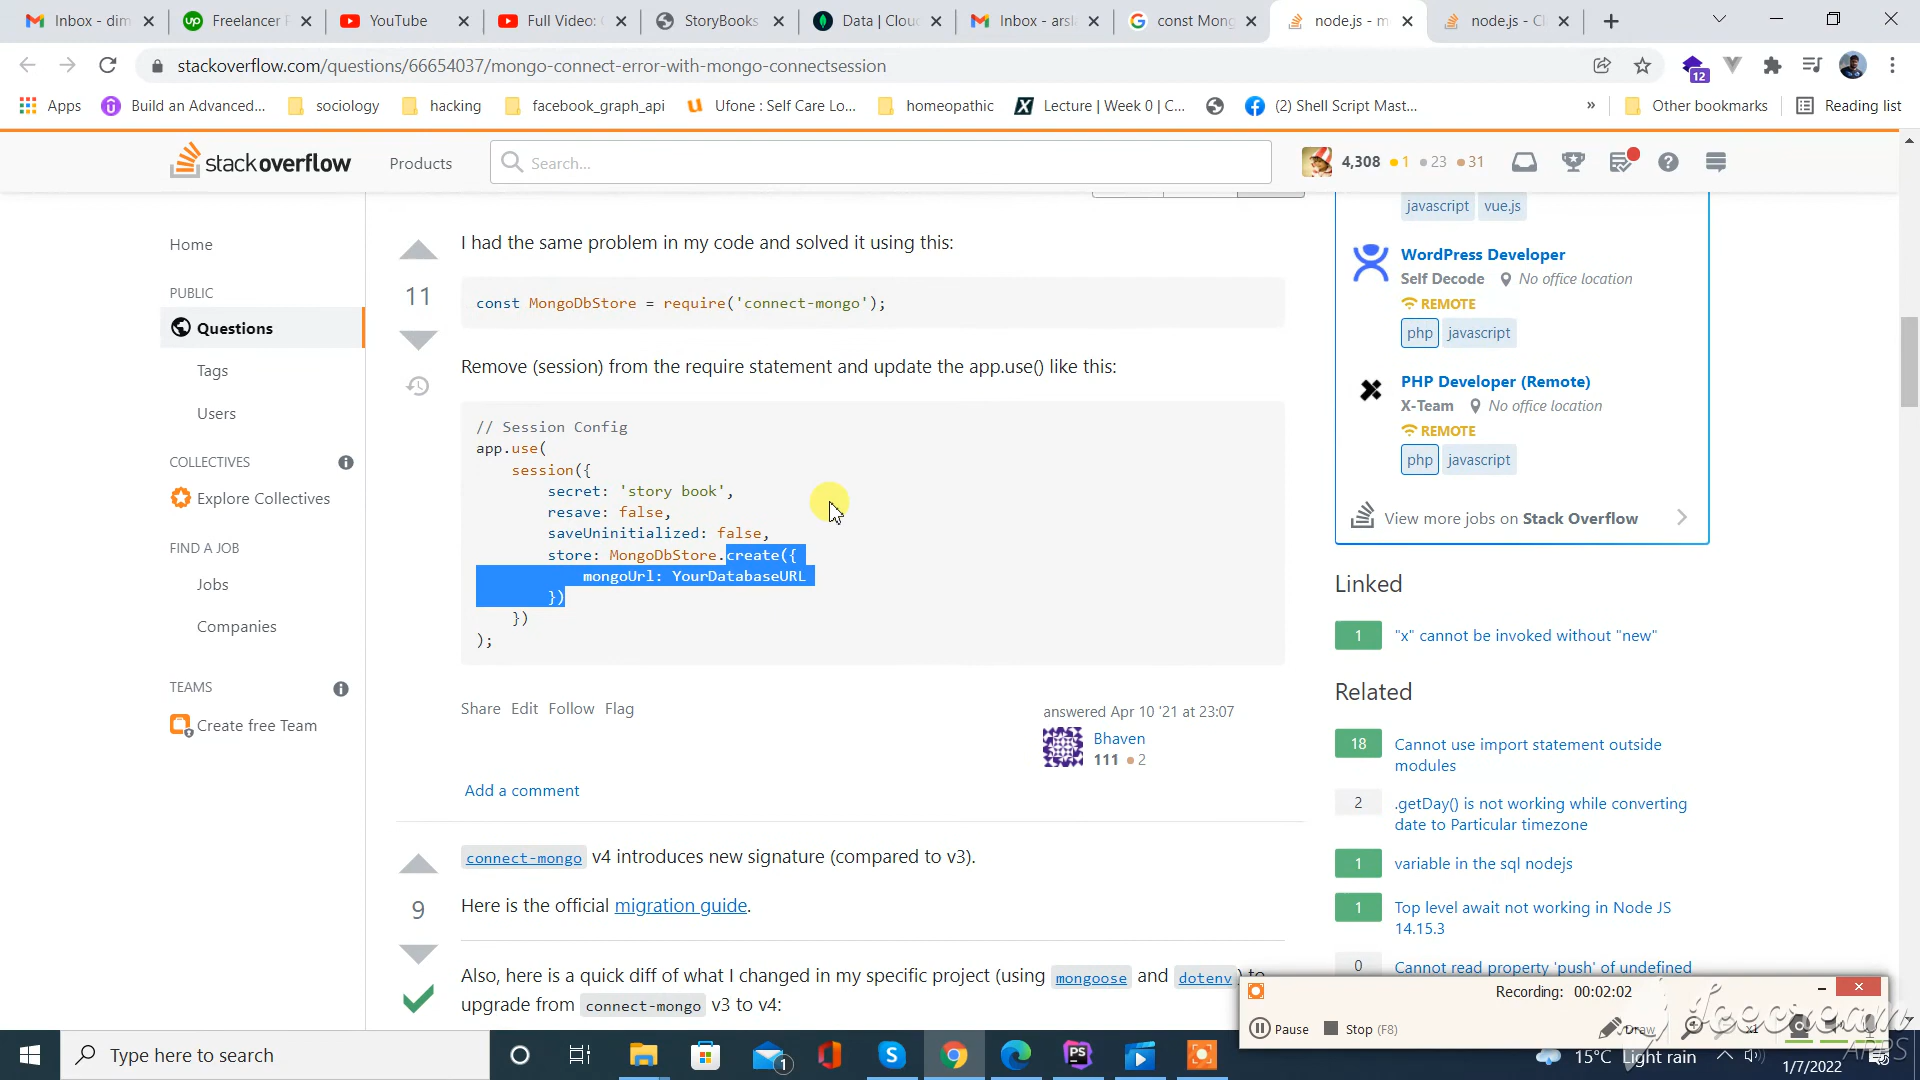 Inbox - dim
Freelancer F
YouTube
Full Video: (
StoryBooks
Data | Clou
Inbox - arsl
const Mong
node.js - m
node.js - C
stackoverflow.com/questions/66654037/mongo-connect-error-with-mongo-connectsession
12
Apps
Build an Advanced...
sociology
hacking
facebook_graph_api
Ufone : Self Care Lo...
homeopathic
Lecture | Week 0 | C...
(2) Shell Script Mast...
»
Other bookmarks
Reading list
stackoverflow
Products
Search...
4,308 1 23 31
Home
PUBLIC
Questions
Tags
Users
COLLECTIVES
Explore Collectives
FIND A JOB
Jobs
Companies
TEAMS
Create free Team
I had the same problem in my code and solved it using this:
11
const MongoDbStore = require('connect-mongo');
Remove (session) from the require statement and update the app.use() like this:
// Session Config
app.use(
session({
secret: 'story book',
resave: false,
saveUninitialized: false,
store: MongoDbStore.create({
mongoUrl: YourDatabaseURL
})
})
);
Share Edit Follow Flag
answered Apr 10 '21 at 23:07
Bhaven
111 2
Add a comment
connect-mongo v4 introduces new signature (compared to v3).
9
Here is the official migration guide.
Also, here is a quick diff of what I changed in my specific project (using mongoose and dotenv) to
upgrade from connect-mongo v3 to v4:
javascript vue.js
WordPress Developer
Self Decode No office location
REMOTE
php javascript
PHP Developer (Remote)
X-Team No office location
REMOTE
php javascript
View more jobs on Stack Overflow
Linked
1 "x" cannot be invoked without "new"
Related
18 Cannot use import statement outside
modules
2 .getDay() is not working while converting
date to Particular timezone
1 variable in the sql nodejs
1 Top level await not working in Node JS
14.15.3
0 Cannot read property 'push' of undefined
Recording: 00:02:02
Pause
Stop (F8)
Draw
x1
Icecream
APPS
Type here to search
1
PS
15°C Light rain
1/7/2022